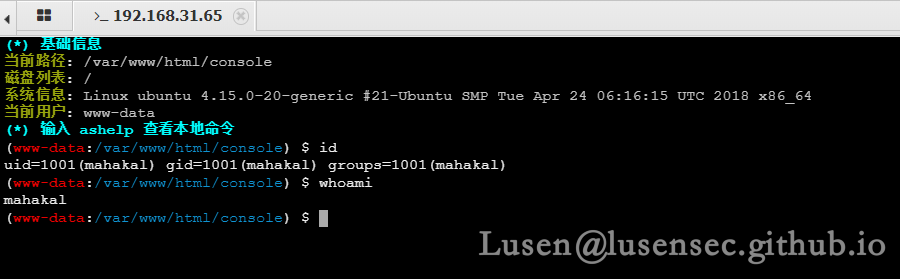 >_ 192.168.31.65
(*) 基础信息
当前路径: /var/www/html/console
磁盘列表: /
系统信息: Linux ubuntu 4.15.0-20-generic #21-Ubuntu SMP Tue Apr 24 06:16:15 UTC 2018 x86_64
当前用户: www-data
(*) 输入 ashelp 查看本地命令
(www-data:/var/www/html/console) $ id
uid=1001(mahakal) gid=1001(mahakal) groups=1001(mahakal)
(www-data:/var/www/html/console) $ whoami
mahakal
(www-data:/var/www/html/console) $
Lusen@lusensec.github.io